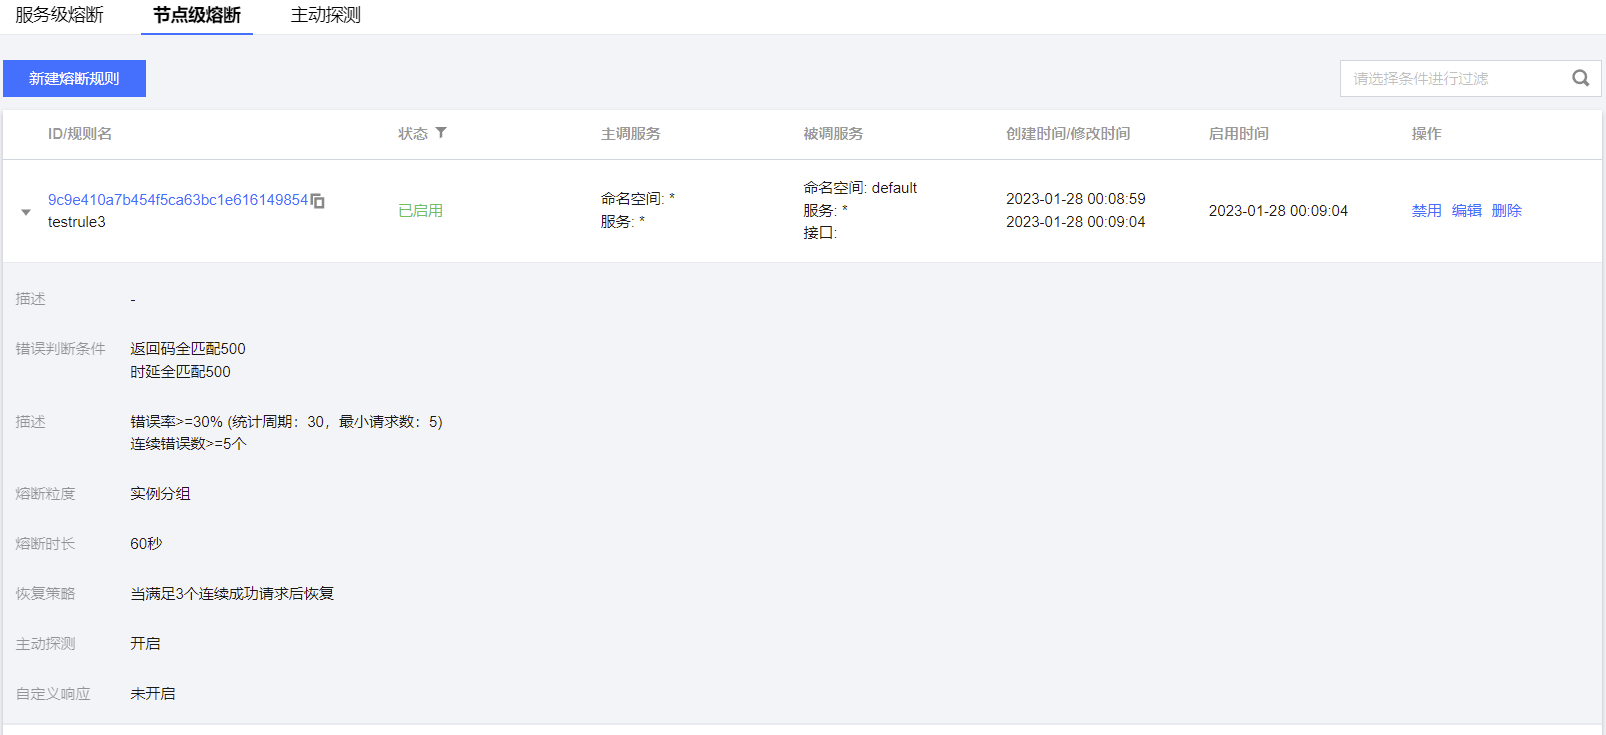 服务级熔断 节点级熔断 主动探测
新建熔断规则 请选择条件进行过滤
ID/规则名 状态 主调服务 被调服务 创建时间/修改时间 启用时间 操作
9c9e410a7b454f5ca63bc1e616149854
testrule3
已启用
命名空间: *
服务: *
命名空间: default
服务: *
接口:
2023-01-28 00:08:59
2023-01-28 00:09:04
2023-01-28 00:09:04
禁用 编辑 删除
描述 -
错误判断条件 返回码全匹配500
时延全匹配500
描述 错误率>=30% (统计周期：30，最小请求数：5)
连续错误数>=5个
熔断粒度 实例分组
熔断时长 60秒
恢复策略 当满足3个连续成功请求后恢复
主动探测 开启
自定义响应 未开启